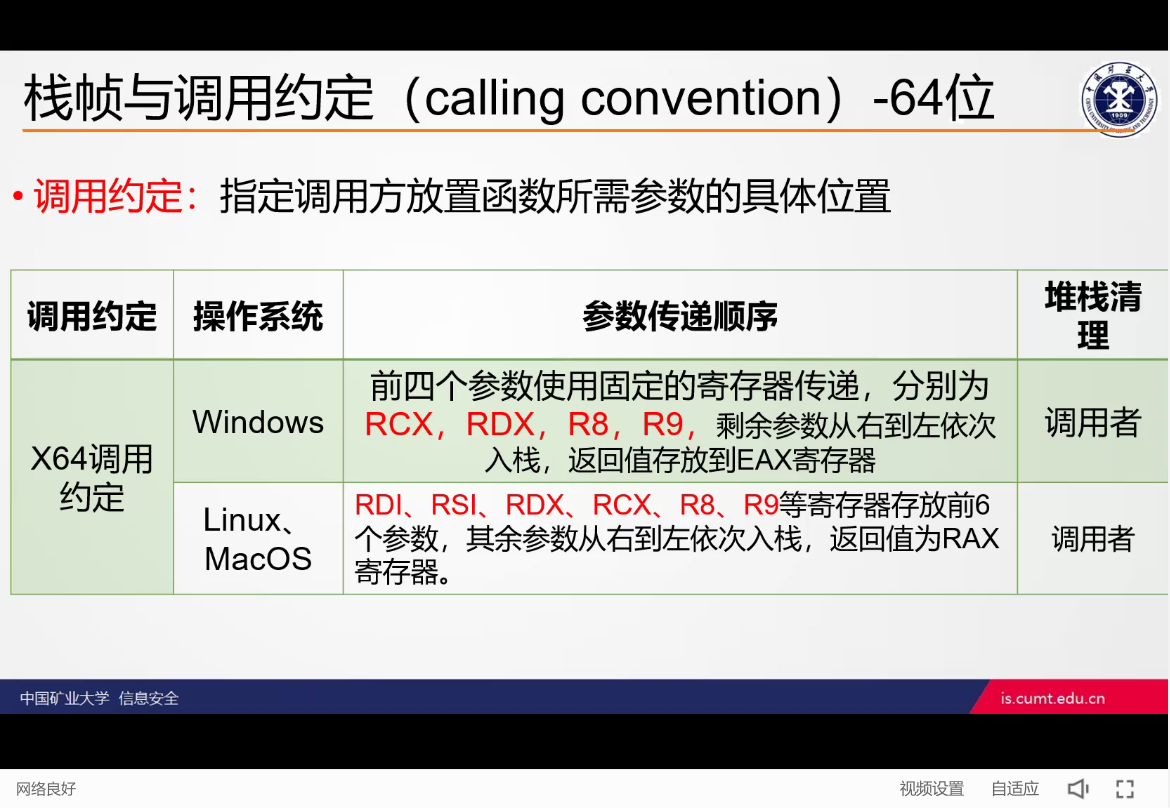 栈帧与调用约定（calling convention）-64位
• 调用约定：指定调用方放置函数所需参数的具体位置
调用约定
操作系统
参数传递顺序
堆栈清
理
X64调用
约定
Windows
前四个参数使用固定的寄存器传递，分别为
RCX，RDX，R8，R9，剩余参数从右到左依次
入栈，返回值存放到EAX寄存器
调用者
Linux、
MacOS
RDI、RSI、RDX、RCX、R8、R9等寄存器存放前6
个参数，其余参数从右到左依次入栈，返回值为RAX
寄存器。
调用者
中国矿业大学 信息安全
is.cumt.edu.cn
网络良好
视频设置
自适应
1909